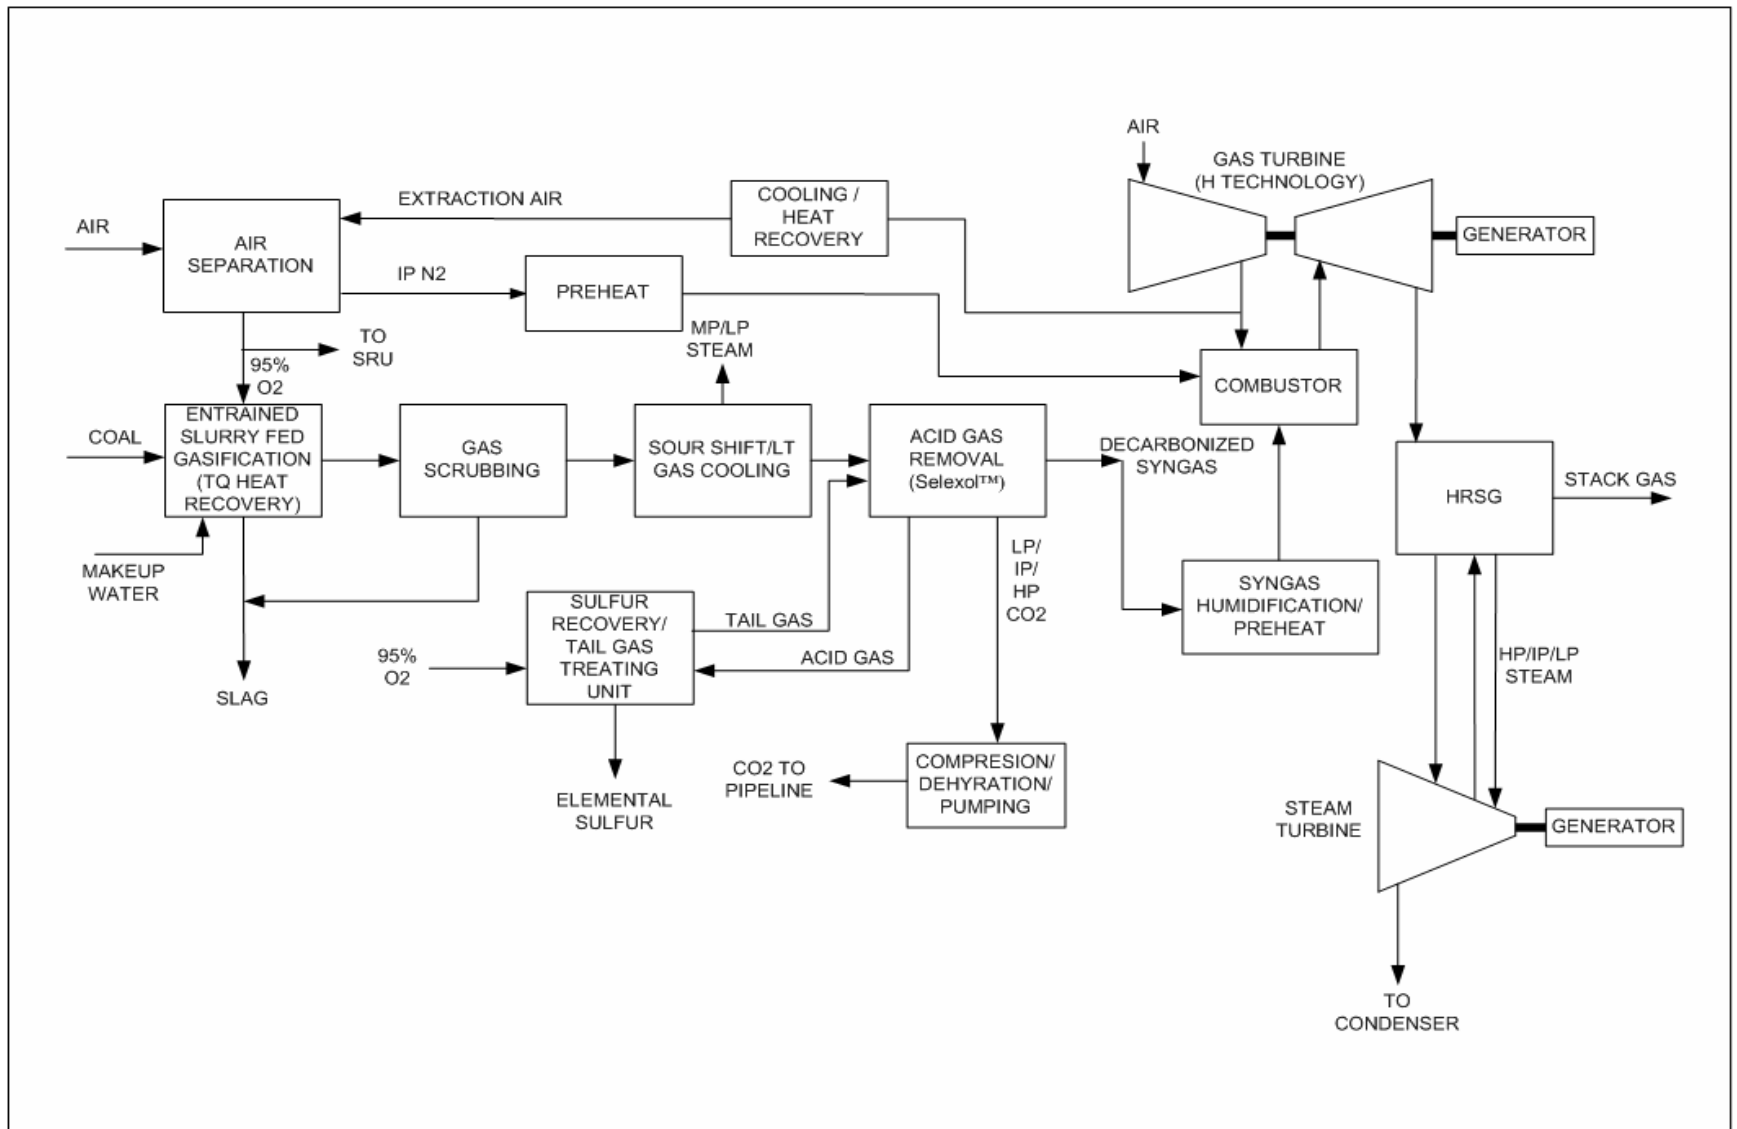 AIR
GAS TURBINE
(H TECHNOLOGY)
GENERATOR
COOLING /
HEAT
RECOVERY
EXTRACTION AIR
AIR
AIR
SEPARATION
IP N2
PREHEAT
TO
SRU
95%
O2
MP/LP
STEAM
COMBUSTOR
COAL
ENTRAINED
SLURRY FED
GASIFICATION
(TQ HEAT
RECOVERY)
GAS
SCRUBBING
SOUR SHIFT/LT
GAS COOLING
ACID GAS
REMOVAL
(Selexol™)
DECARBONIZED
SYNGAS
HRSG
STACK GAS
MAKEUP
WATER
LP/
IP/
HP
CO2
SYNGAS
HUMIDIFICATION/
PREHEAT
SULFUR
RECOVERY/
TAIL GAS
TREATING
UNIT
TAIL GAS
ACID GAS
95%
O2
SLAG
HP/IP/LP
STEAM
ELEMENTAL
SULFUR
CO2 TO
PIPELINE
COMPRESION/
DEHYRATION/
PUMPING
STEAM
TURBINE
GENERATOR
TO
CONDENSER